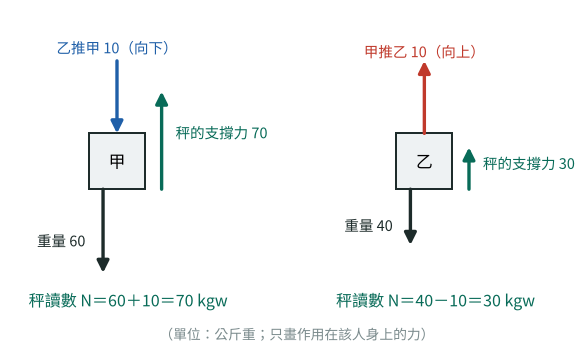 乙推甲 10（向下）
秤的支撐力 70
甲
重量 60
秤讀數 N＝60＋10＝70 kgw
甲推乙 10（向上）
秤的支撐力 30
乙
重量 40
秤讀數 N＝40－10＝30 kgw
（單位：公斤重；只畫作用在該人身上的力）